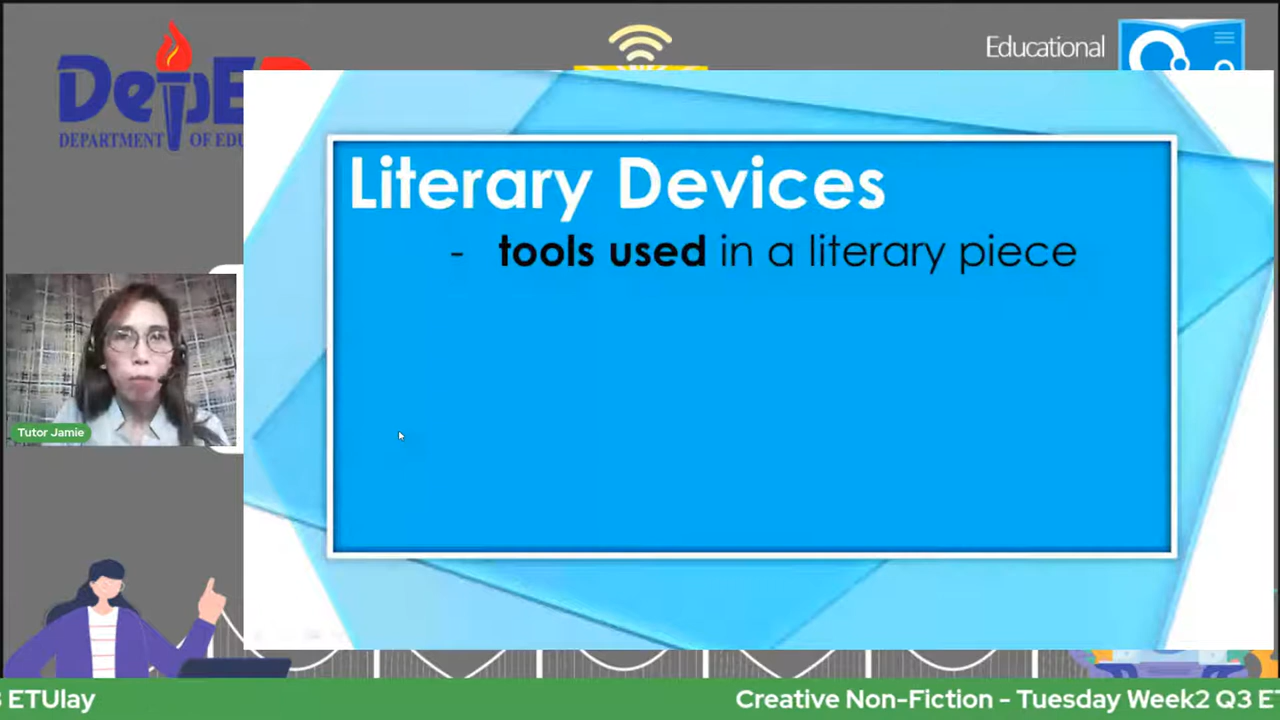 DepE
DEPARTMENT OF EDU
Educational
Literary Devices
- tools used in a literary piece
Tutor Jamie
ETUlay
Creative Non-Fiction - Tuesday Week2 Q3 ET